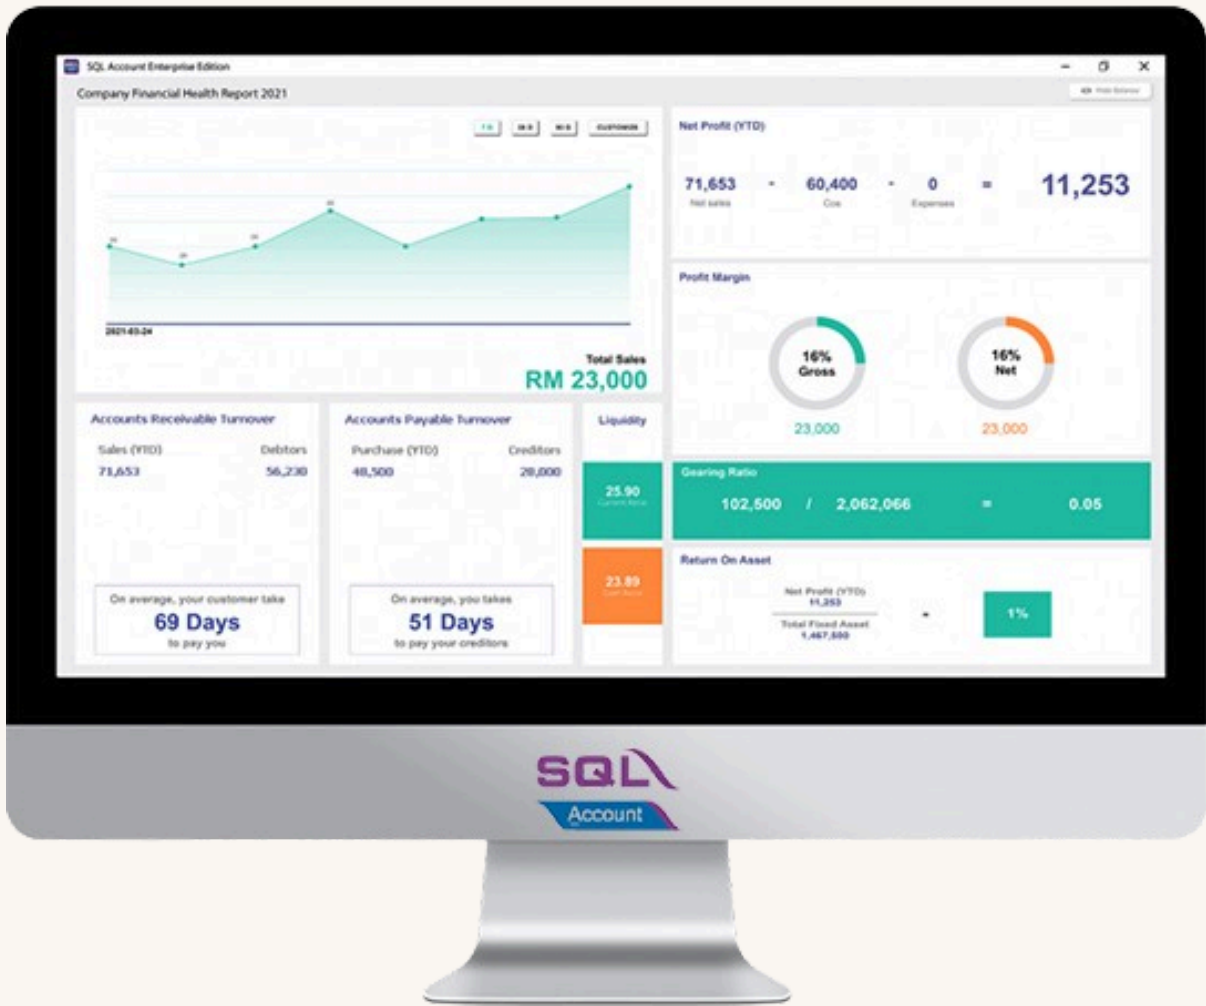 SQL Account Enterprise Edition
Company Financial Health Report 2021
CUSTOMIZE
2021-03-24
Total Sales
RM 23,000
Net Profit (YTD)
71,653 - 60,400 - 0 = 11,253
Net sales Cos Expenses
Profit Margin
16%
Gross
23,000
16%
Net
23,000
Accounts Receivable Turnover
Sales (YTD) Debtors
71,653 56,230
On average, your customer take
69 Days
to pay you
Accounts Payable Turnover
Purchase (YTD) Creditors
48,500 28,000
On average, you takes
51 Days
to pay your creditors
Liquidity
25.90
Current Ratio
23.89
Gearing Ratio
102,500 / 2,062,066 = 0.05
Return On Asset
Net Profit (YTD)
11,253
Total Fixed Asset
1,467,500
1%
SQL
Account